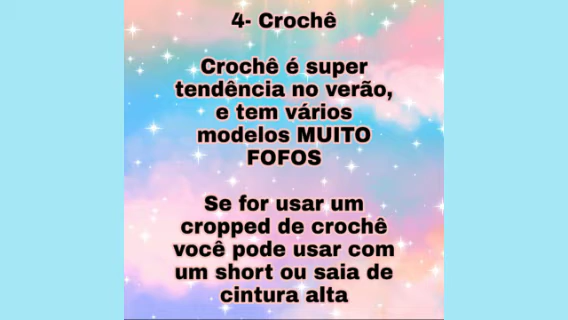 4- Crochê
Crochê é super
tendência no verão,
e tem vários
modelos MUITO
FOFOS
Se for usar um
cropped de crochê
você pode usar com
um short ou saia de
cintura alta